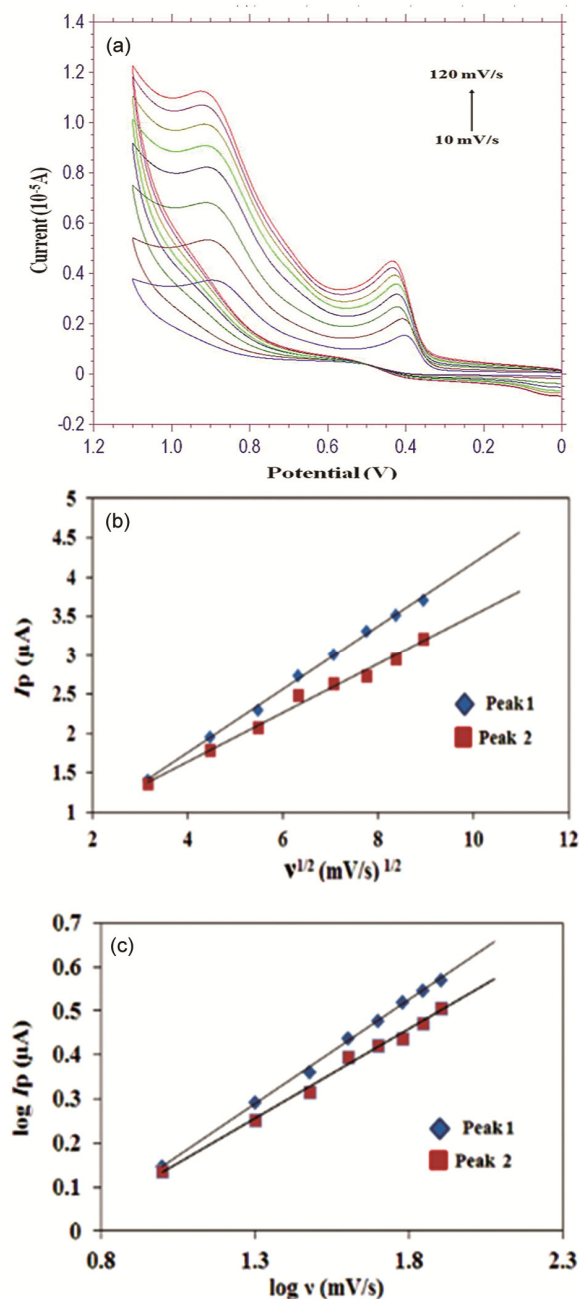 (a)
1.4
1.2
1.0
0.8
0.6
0.4
0.2
0
-0.2
Current (10⁻⁵A)
120 mV/s
10 mV/s
1.2 1.0 0.8 0.6 0.4 0.2 0
Potential (V)
(b)
5
4.5
4
3.5
3
2.5
2
1.5
1
Ip (µA)
Peak 1
Peak 2
2 4 6 8 10 12
ν¹/² (mV/s) ¹/²
(c)
0.7
0.6
0.5
0.4
0.3
0.2
0.1
0
log Ip (µA)
Peak 1
Peak 2
0.8 1.3 1.8 2.3
log ν (mV/s)